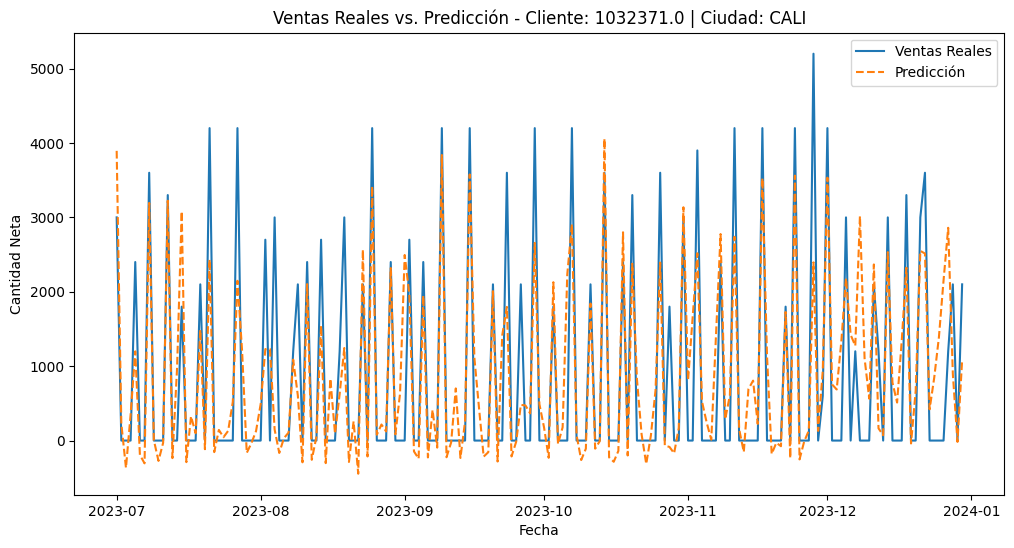 Ventas Reales vs. Predicción - Cliente: 1032371.0 | Ciudad: CALI
Ventas Reales
Predicción
Cantidad Neta
5000
4000
3000
2000
1000
0
2023-07
2023-08
2023-09
2023-10
2023-11
2023-12
2024-01
Fecha